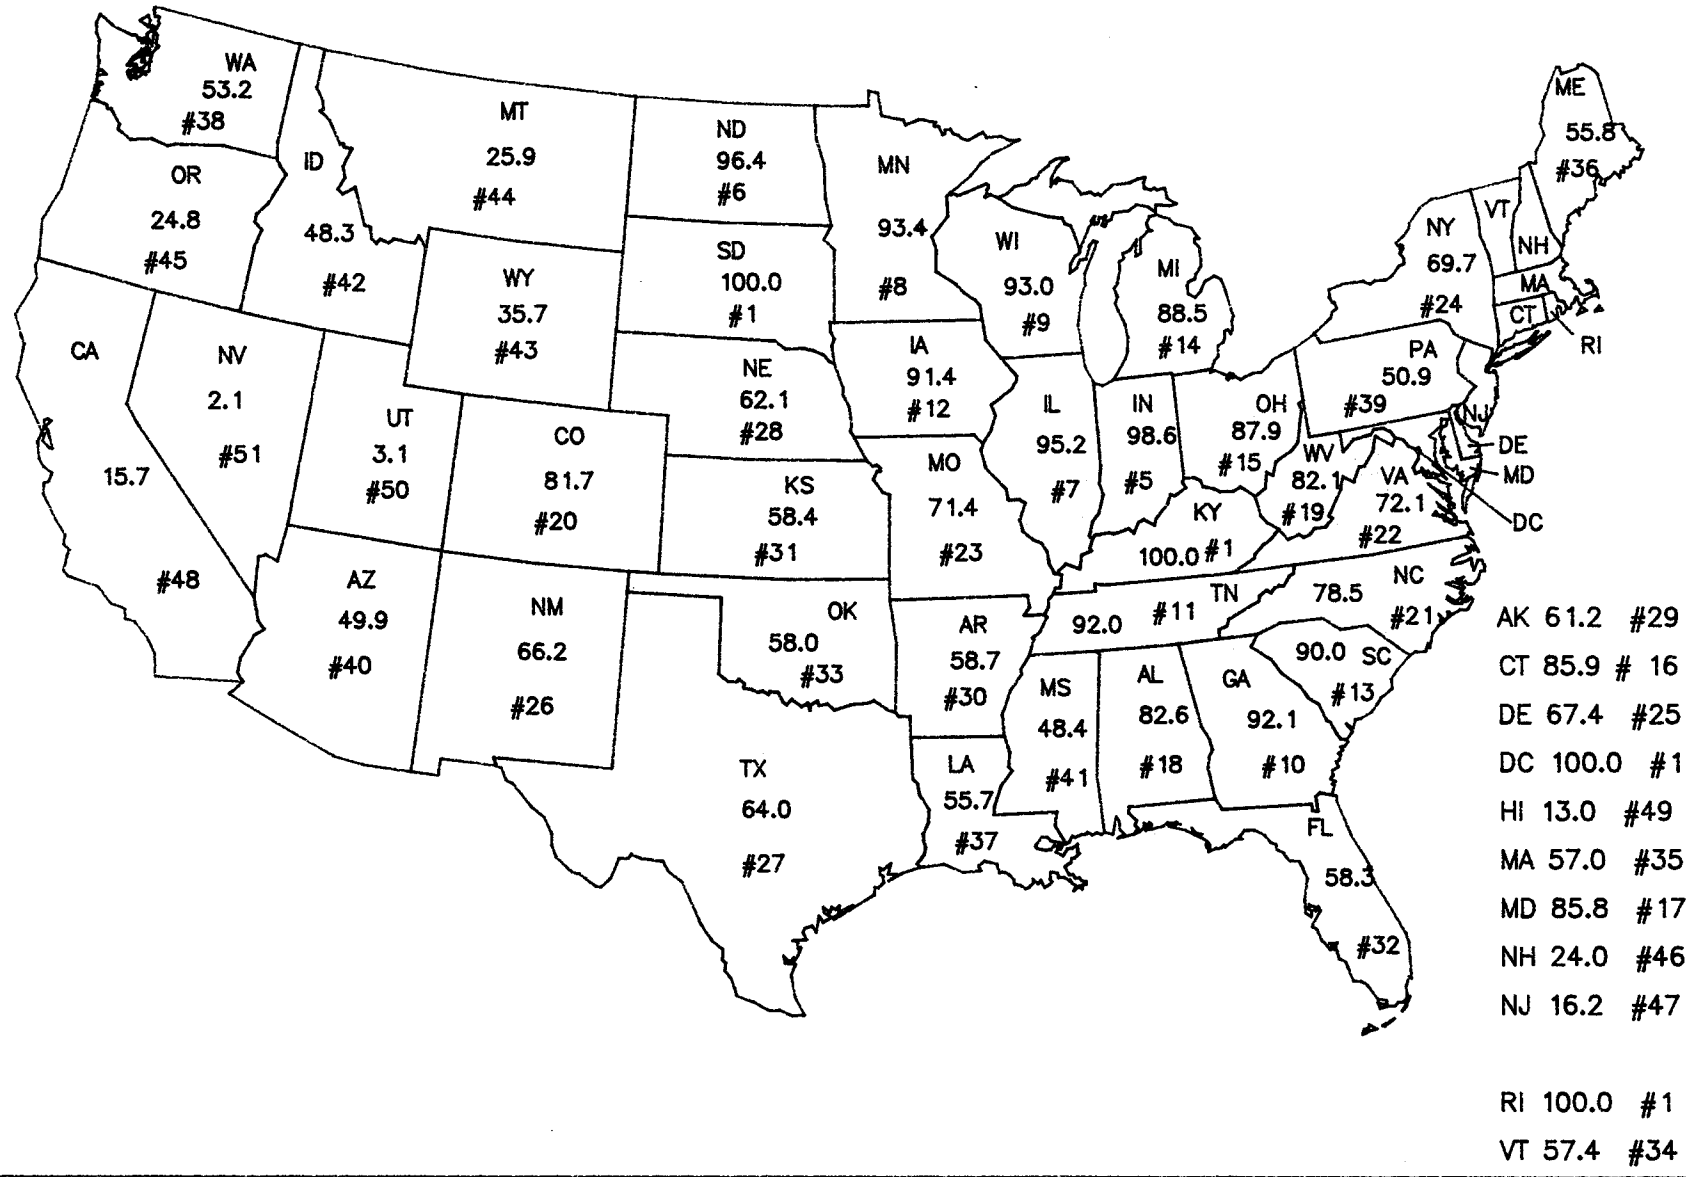 WA
53.2
#38
OR
24.8
#45
CA
15.7
#48
ID
48.3
#42
NV
2.1
#51
MT
25.9
#44
WY
35.7
#43
UT
3.1
#50
AZ
49.9
#40
CO
81.7
#20
NM
66.2
#26
ND
96.4
#6
SD
100.0
#1
NE
62.1
#28
KS
58.4
#31
OK
58.0
#33
TX
64.0
#27
MN
93.4
#8
IA
91.4
#12
MO
71.4
#23
AR
58.7
#30
LA
55.7
#37
WI
93.0
#9
IL
95.2
#7
MI
88.5
#14
IN
98.6
#5
OH
87.9
#15
KY
100.0 #1
TN
92.0 #11
MS
48.4
#41
AL
82.6
#18
GA
92.1
#10
FL
58.3
#32
SC
90.0
#13
NC
78.5
#21
VA
72.1
#22
WV
82.1
#19
PA
50.9
#39
NY
69.7
#24
ME
55.8
#36
VT
NH
MA
CT
RI
NJ
DE
MD
DC
AK 61.2 #29
CT 85.9 # 16
DE 67.4 #25
DC 100.0 #1
HI 13.0 #49
MA 57.0 #35
MD 85.8 #17
NH 24.0 #46
NJ 16.2 #47
RI 100.0 #1
VT 57.4 #34